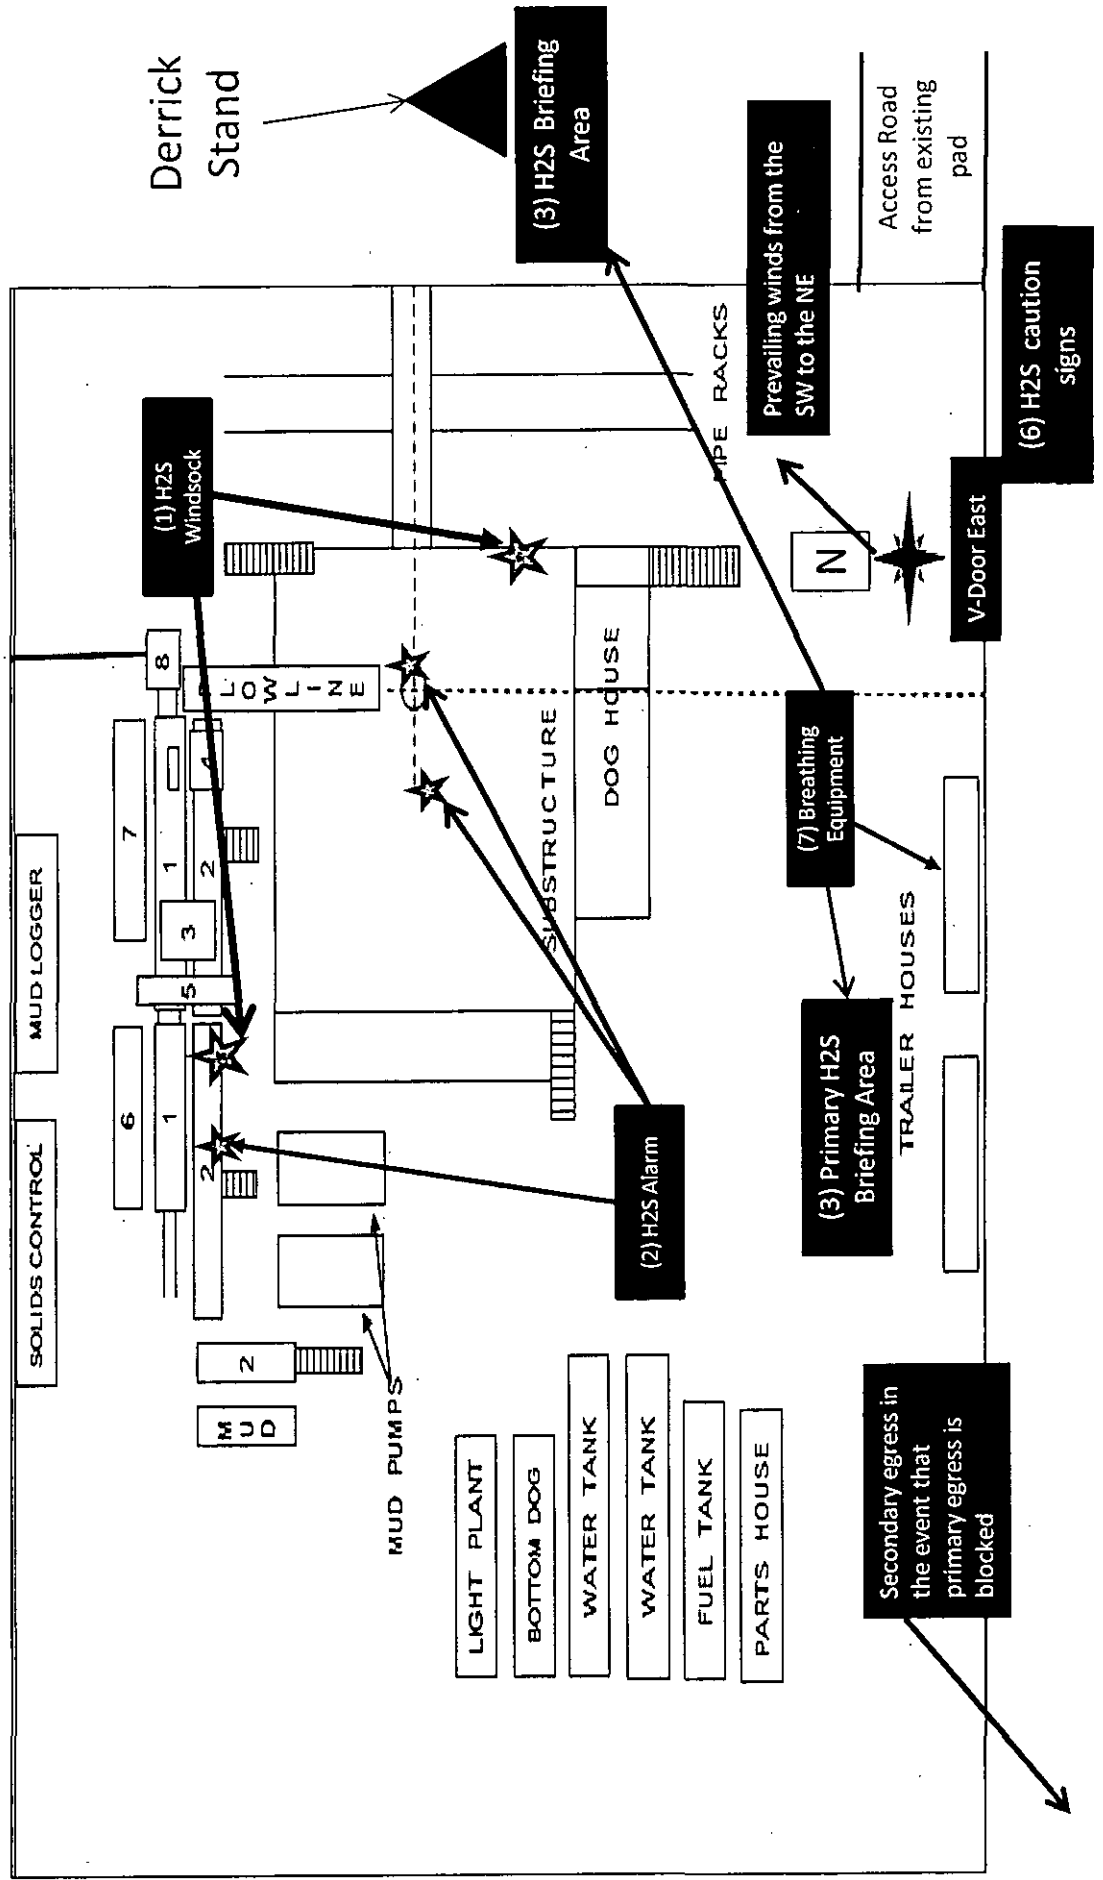 SOLIDS CONTROL
MUD LOGGER
6
7
1
1
8
3
5
2
2
4
2
MUD
FLOWLINE
(1) H2S
Windsock
Derrick
Stand
MUD PUMPS
LIGHT PLANT
BOTTOM DOG
WATER TANK
WATER TANK
FUEL TANK
PARTS HOUSE
SUBSTRUCTURE
DOG HOUSE
(2) H2S Alarm
(3) H2S Briefing
Area
PIPE RACKS
Prevailing winds from the
SW to the NE
(7) Breathing
Equipment
N
(3) Primary H2S
Briefing Area
TRAILER HOUSES
Access Road
from existing
pad
V-Door East
(6) H2S caution
signs
Secondary egress in
the event that
primary egress is
blocked